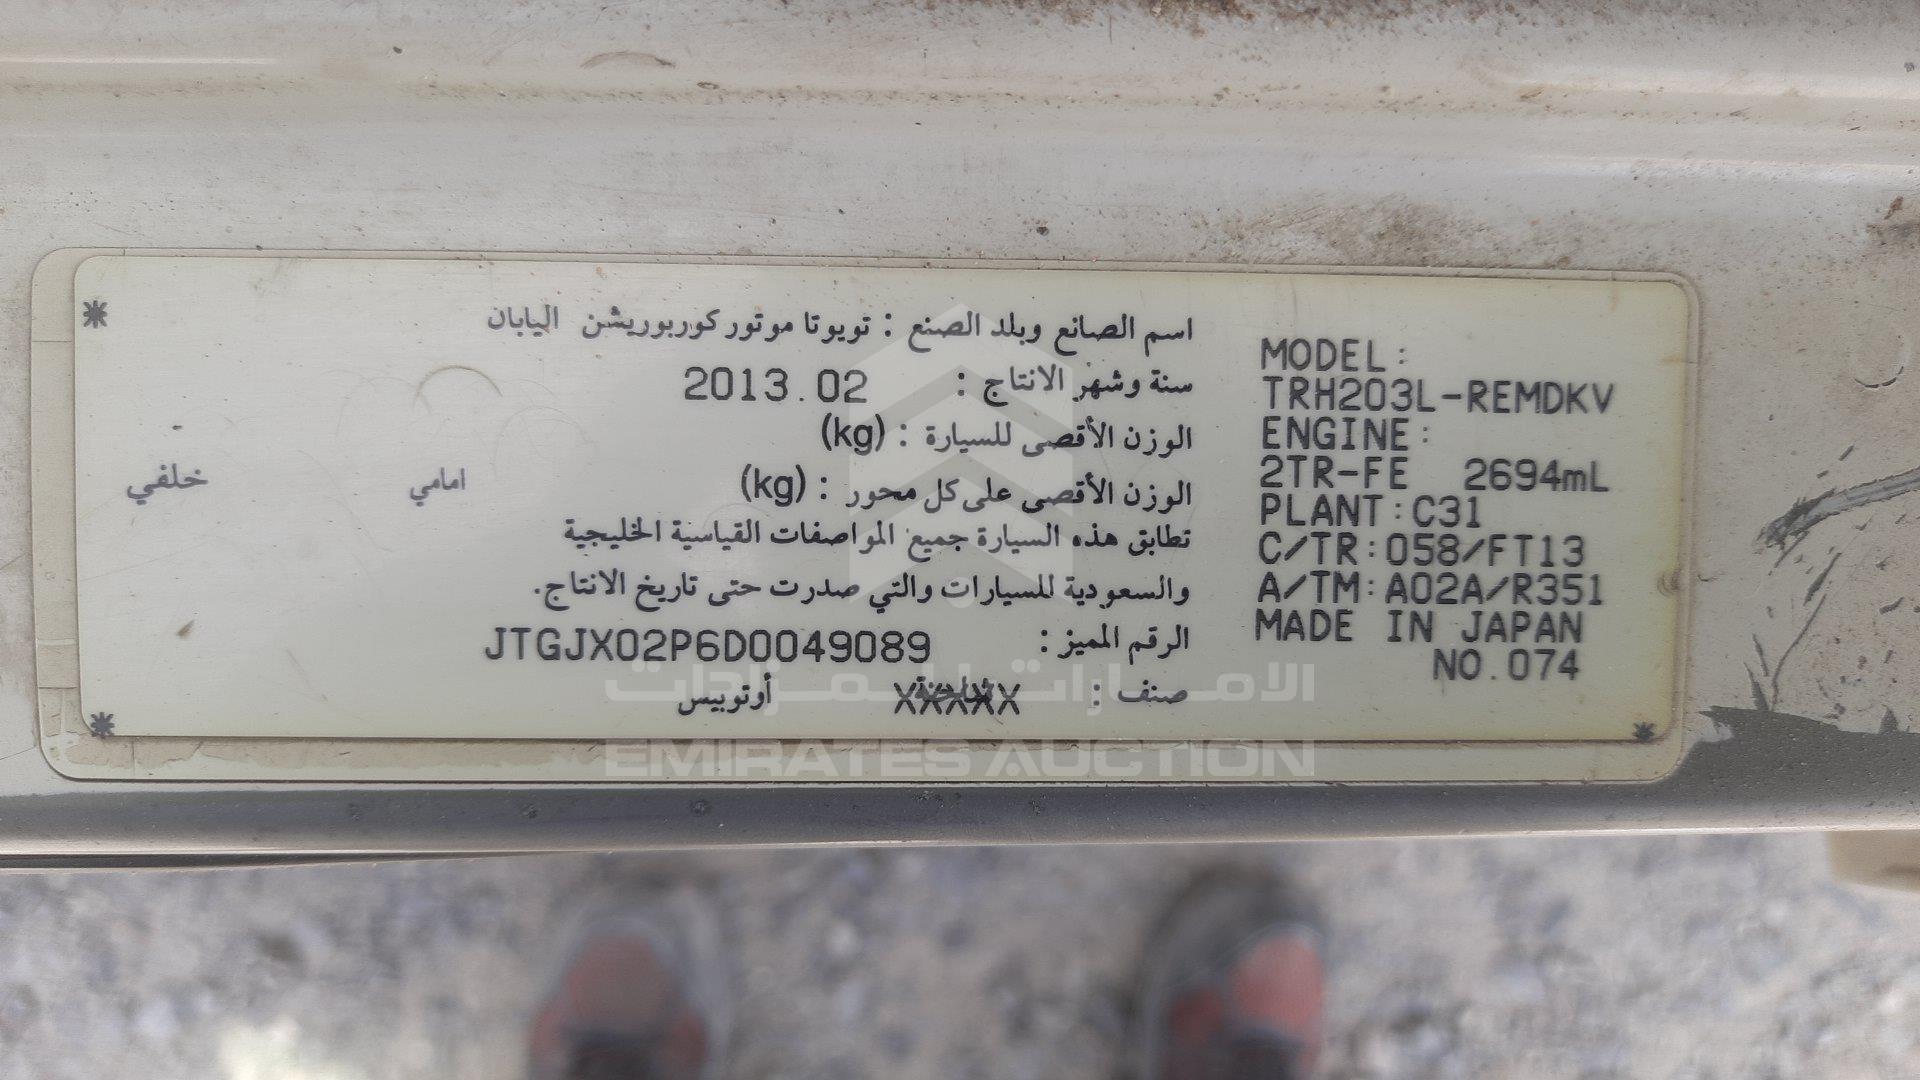 اسم الصانع وبلد الصنع : تويوتا موتور كوربوريشن اليابان
سنة وشهر الانتاج : 2013.02
الوزن الأقصى للسيارة : (kg)
-
الوزن الأقصى على كل محور : (kg) امامي خلفي
تطابق هذه السيارة جميع المواصفات القياسية الخليجية
والسعودية للسيارات والتي صدرت حتى تاريخ الانتاج.
الرقم المميز : JTGJX02P6D0049089
صنف : XXXXX أوتوبيس
MODEL:
TRH203L-REMDKV
ENGINE:
2TR-FE 2694mL
PLANT:C31
C/TR:058/FT13
A/TM:A02A/R351
MADE IN JAPAN
NO.074
الامارات للمزادات
EMIRATES AUCTION